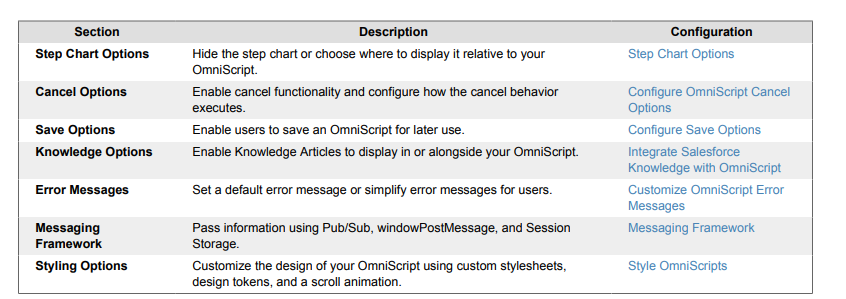 Section Description Configuration
Step Chart Options Hide the step chart or choose where to display it relative to your Step Chart Options
OmniScript.
Cancel Options Enable cancel functionality and configure how the cancel behavior Configure OmniScript Cancel
executes. Options
Save Options Enable users to save an OmniScript for later use. Configure Save Options
Knowledge Options Enable Knowledge Articles to display in or alongside your OmniScript. Integrate Salesforce
Knowledge with OmniScript
Error Messages Set a default error message or simplify error messages for users. Customize OmniScript Error
Messages
Messaging Pass information using Pub/Sub, windowPostMessage, and Session Messaging Framework
Framework Storage.
Styling Options Customize the design of your OmniScript using custom stylesheets, Style OmniScripts
design tokens, and a scroll animation.